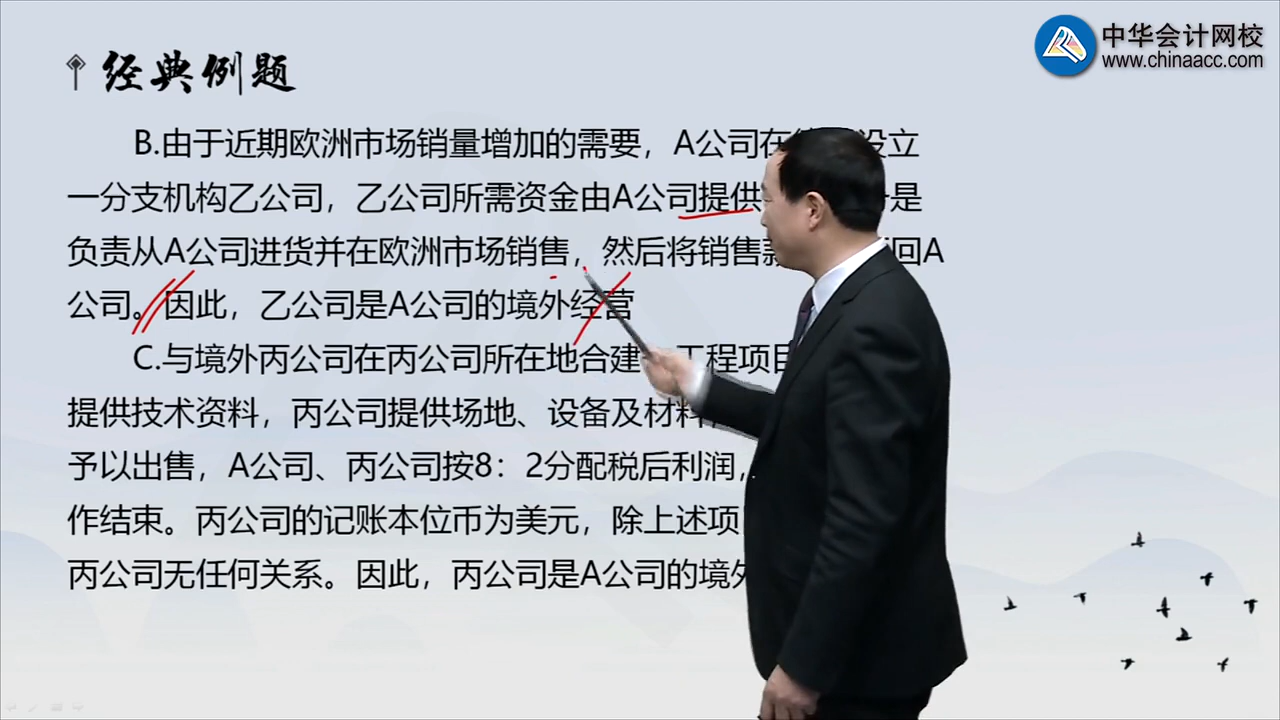 经典例题
中华会计网校
www.chinaacc.com
B.由于近期欧洲市场销量增加的需要，A公司在 设立
一分支机构乙公司，乙公司所需资金由A公司提供 是
负责从A公司进货并在欧洲市场销售，然后将销售款 回A
公司。因此，乙公司是A公司的境外经营
C.与境外丙公司在丙公司所在地合建 工程项目
提供技术资料，丙公司提供场地、设备及材料，
予以出售，A公司、丙公司按8：2分配税后利润，
作结束。丙公司的记账本位币为美元，除上述项
丙公司无任何关系。因此，丙公司是A公司的境外